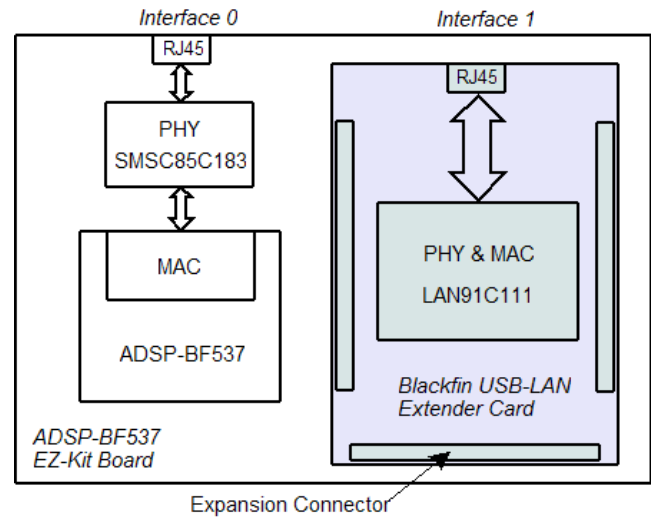 Interface 0
Interface 1
RJ45
RJ45
PHY
SMSC85C183
MAC
ADSP-BF537
PHY & MAC
LAN91C111
Blackfin USB-LAN
Extender Card
ADSP-BF537
EZ-Kit Board
Expansion Connector